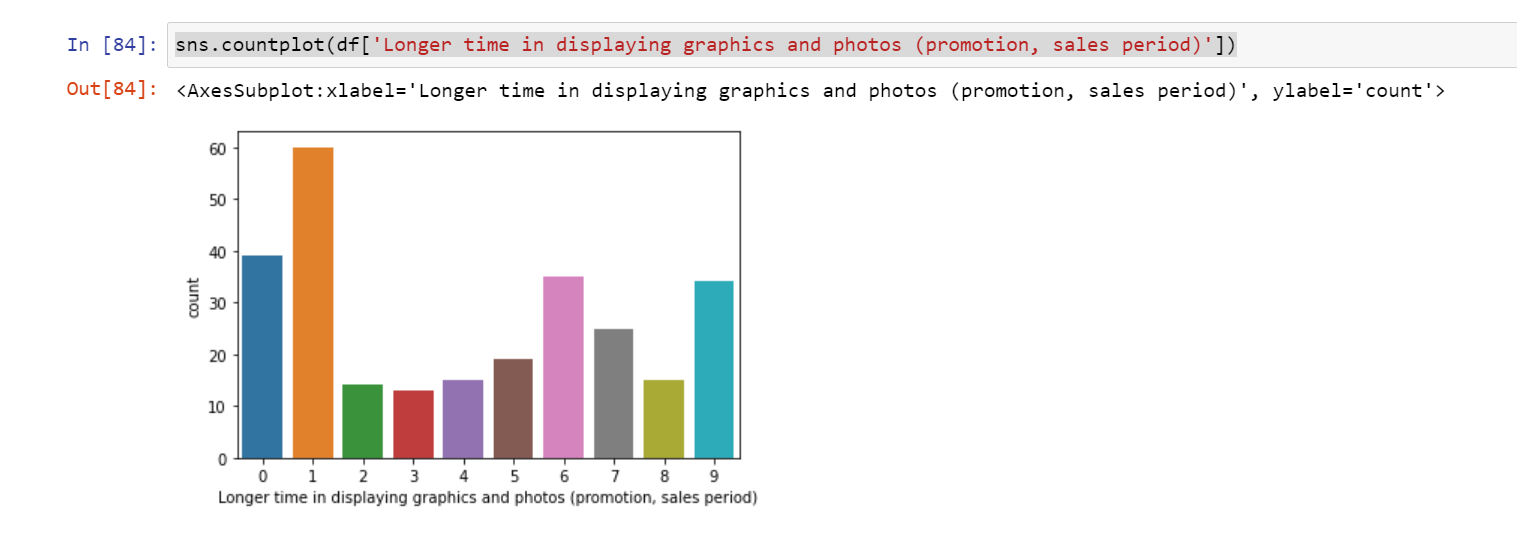 In [84]: sns.countplot(df['Longer time in displaying graphics and photos (promotion, sales period)'])
Out[84]: <AxesSubplot:xlabel='Longer time in displaying graphics and photos (promotion, sales period)', ylabel='count'>
60
50
40
30
20
10
0
count
0 1 2 3 4 5 6 7 8 9
Longer time in displaying graphics and photos (promotion, sales period)